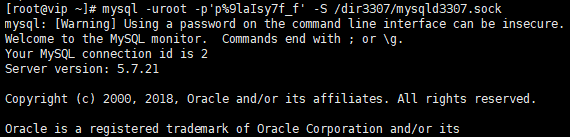 [root@vip ~]# mysql -uroot -p'p%9laIsy7f_f' -S /dir3307/mysqld3307.sock
mysql: [Warning] Using a password on the command line interface can be insecure.
Welcome to the MySQL monitor.  Commands end with ; or \g.
Your MySQL connection id is 2
Server version: 5.7.21

Copyright (c) 2000, 2018, Oracle and/or its affiliates. All rights reserved.

Oracle is a registered trademark of Oracle Corporation and/or its